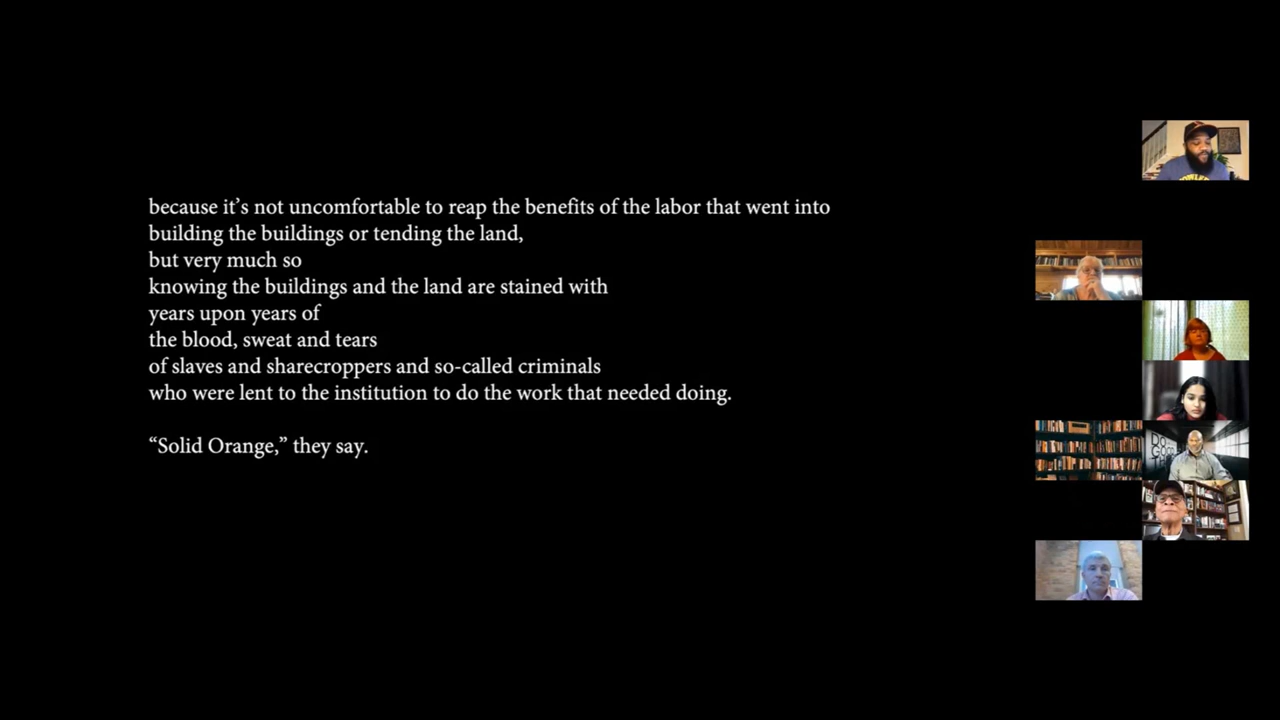 because it’s not uncomfortable to reap the benefits of the labor that went into
building the buildings or tending the land,
but very much so
knowing the buildings and the land are stained with
years upon years of
the blood, sweat and tears
of slaves and sharecroppers and so-called criminals
who were lent to the institution to do the work that needed doing.
“Solid Orange,” they say.